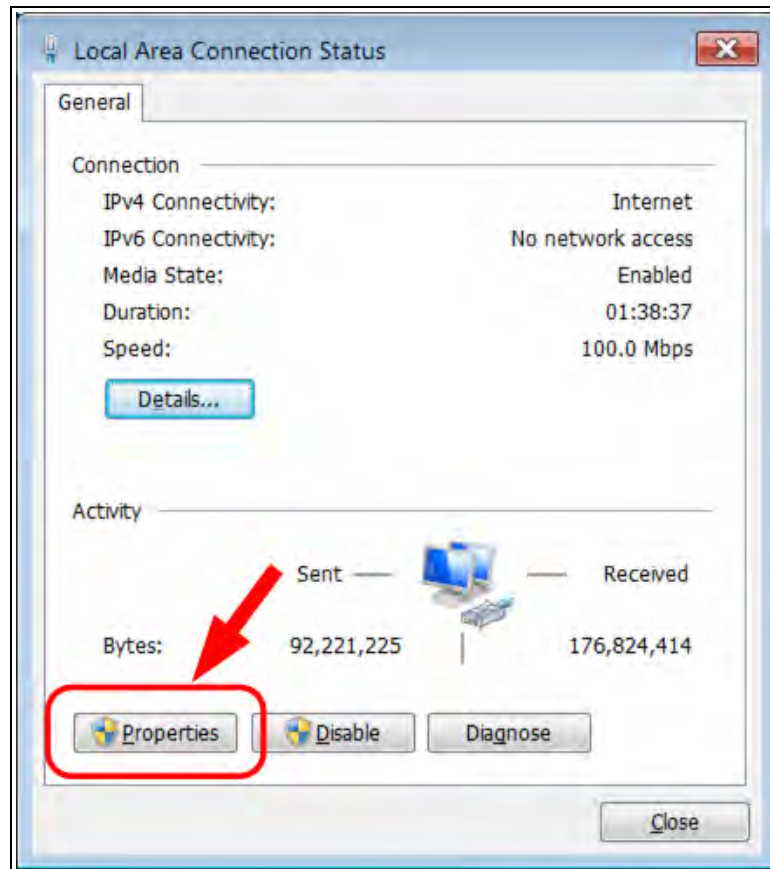 Local Area Connection Status
General
Connection
IPv4 Connectivity: Internet
IPv6 Connectivity: No network access
Media State: Enabled
Duration: 01:38:37
Speed: 100.0 Mbps
Details...
Activity
Sent Received
Bytes: 92,221,225 176,824,414
Properties Disable Diagnose
Close